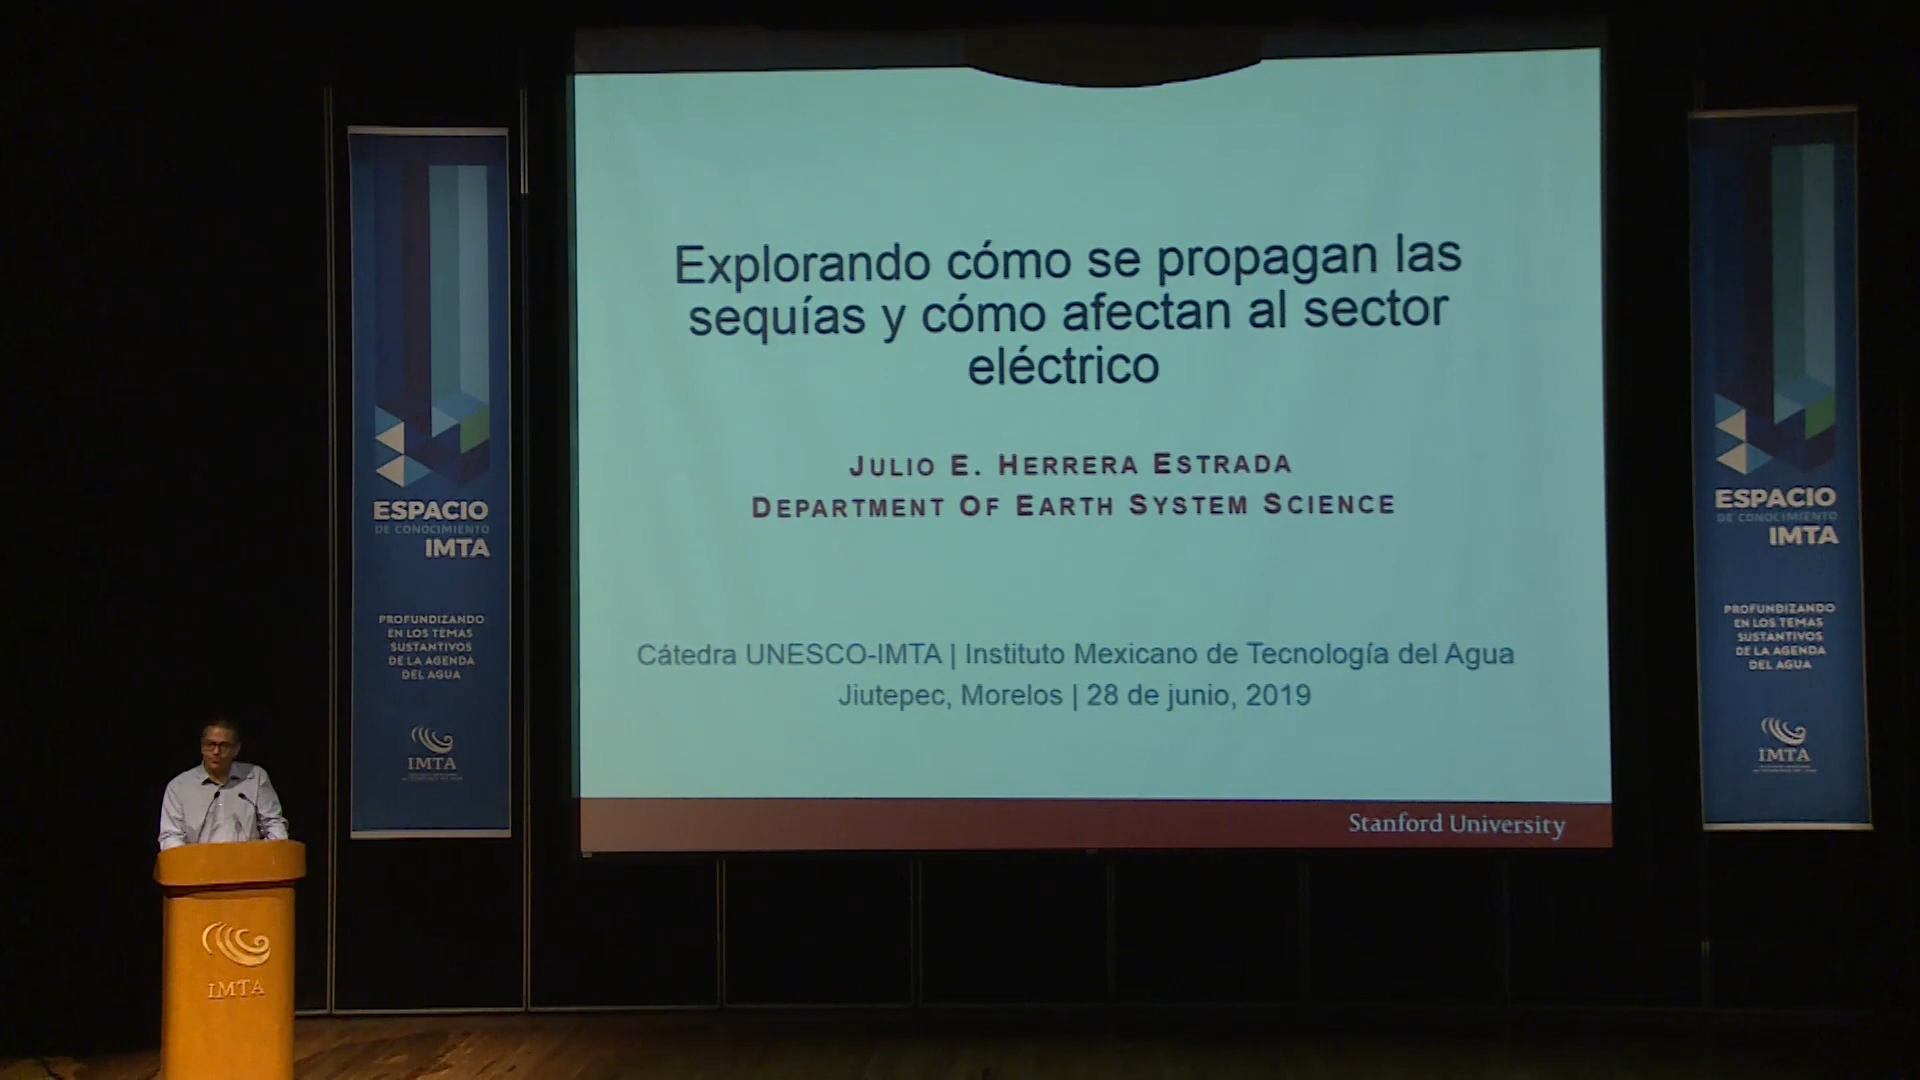 Explorando cómo se propagan las
sequías y cómo afectan al sector
eléctrico
JULIO E. HERRERA ESTRADA
DEPARTMENT OF EARTH SYSTEM SCIENCE
Cátedra UNESCO-IMTA | Instituto Mexicano de Tecnología del Agua
Jiutepec, Morelos | 28 de junio, 2019
Stanford University
ESPACIO
DE CONOCIMIENTO
IMTA
PROFUNDIZANDO
EN LOS TEMAS
SUSTANTIVOS
DE LA AGENDA
DEL AGUA
IMTA
ESPACIO
DE CONOCIMIENTO
IMTA
PROFUNDIZANDO
EN LOS TEMAS
SUSTANTIVOS
DE LA AGENDA
DEL AGUA
IMTA
IMTA